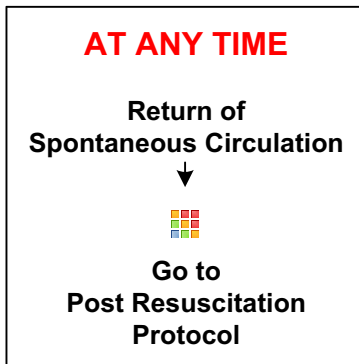 AT ANY TIME
Return of
Spontaneous Circulation
Go to
Post Resuscitation
Protocol